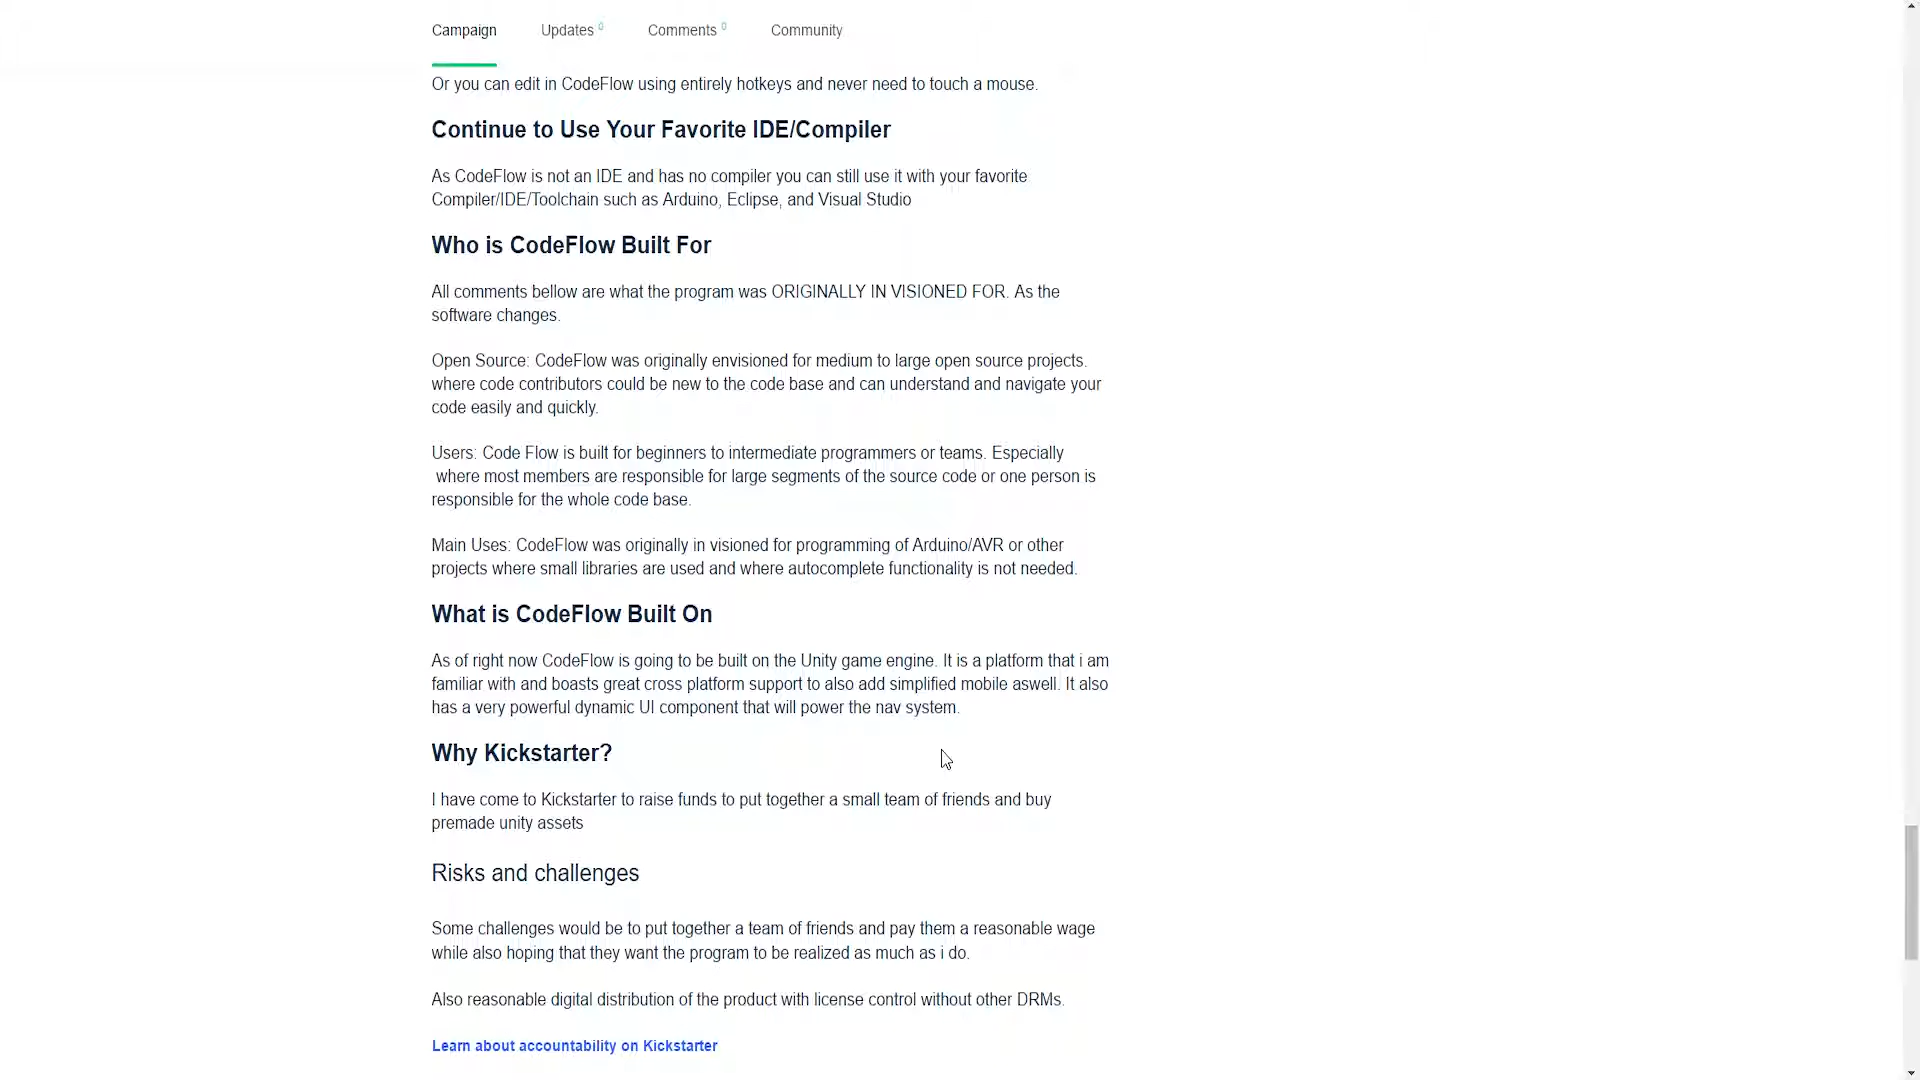 Campaign Updates 0 Comments 0 Community
Or you can edit in CodeFlow using entirely hotkeys and never need to touch a mouse.
Continue to Use Your Favorite IDE/Compiler
As CodeFlow is not an IDE and has no compiler you can still use it with your favorite
Compiler/IDE/Toolchain such as Arduino, Eclipse, and Visual Studio
Who is CodeFlow Built For
All comments bellow are what the program was ORIGINALLY IN VISIONED FOR. As the
software changes.
Open Source: CodeFlow was originally envisioned for medium to large open source projects.
where code contributors could be new to the code base and can understand and navigate your
code easily and quickly.
Users: Code Flow is built for beginners to intermediate programmers or teams. Especially
where most members are responsible for large segments of the source code or one person is
responsible for the whole code base.
Main Uses: CodeFlow was originally in visioned for programming of Arduino/AVR or other
projects where small libraries are used and where autocomplete functionality is not needed.
What is CodeFlow Built On
As of right now CodeFlow is going to be built on the Unity game engine. It is a platform that i am
familiar with and boasts great cross platform support to also add simplified mobile aswell. It also
has a very powerful dynamic UI component that will power the nav system.
Why Kickstarter?
I have come to Kickstarter to raise funds to put together a small team of friends and buy
premade unity assets
Risks and challenges
Some challenges would be to put together a team of friends and pay them a reasonable wage
while also hoping that they want the program to be realized as much as i do.
Also reasonable digital distribution of the product with license control without other DRMs.
Learn about accountability on Kickstarter